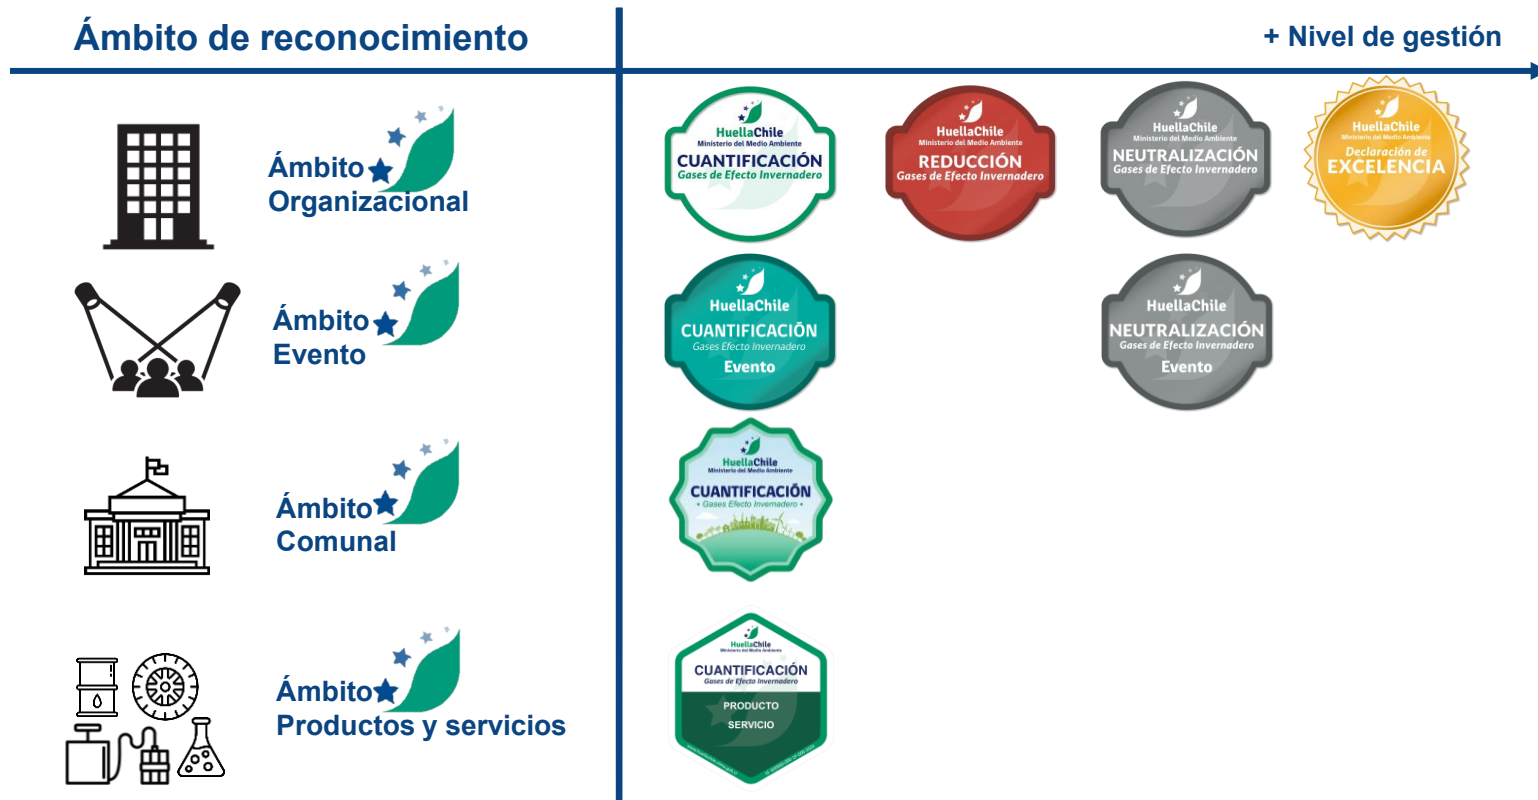 Ámbito de reconocimiento
+ Nivel de gestión
Ámbito
Organizacional
HuellaChile
Ministerio del Medio Ambiente
CUANTIFICACIÓN
Gases de Efecto Invernadero
HuellaChile
Ministerio del Medio Ambiente
REDUCCIÓN
Gases de Efecto Invernadero
HuellaChile
Ministerio del Medio Ambiente
NEUTRALIZACIÓN
Gases de Efecto Invernadero
HuellaChile
Ministerio del Medio Ambiente
Declaración de
EXCELENCIA
Ámbito
Evento
HuellaChile
CUANTIFICACIÓN
Gases Efecto Invernadero
Evento
HuellaChile
NEUTRALIZACIÓN
Gases de Efecto Invernadero
Evento
Ámbito
Comunal
HuellaChile
Ministerio del Medio Ambiente
CUANTIFICACIÓN
• Gases Efecto Invernadero •
Ámbito
Productos y servicios
HuellaChile
Ministerio del Medio Ambiente
CUANTIFICACIÓN
Gases de Efecto Invernadero
PRODUCTO
SERVICIO